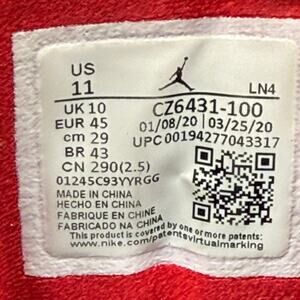 US
11
LN4
UK 10
EUR 45
cm 29
BR 43
CN 290(2.5)
CZ6431-100
01/08/20 03/25/20
UPC 00194277043317
01245C93YYRGG
MADE IN CHINA
HECHO EN CHINA
FABRIQUE EN CHINE
FABRICADO NA CHINA
This product is covered by one or more
www.nike.com/patentsvirtualmarking